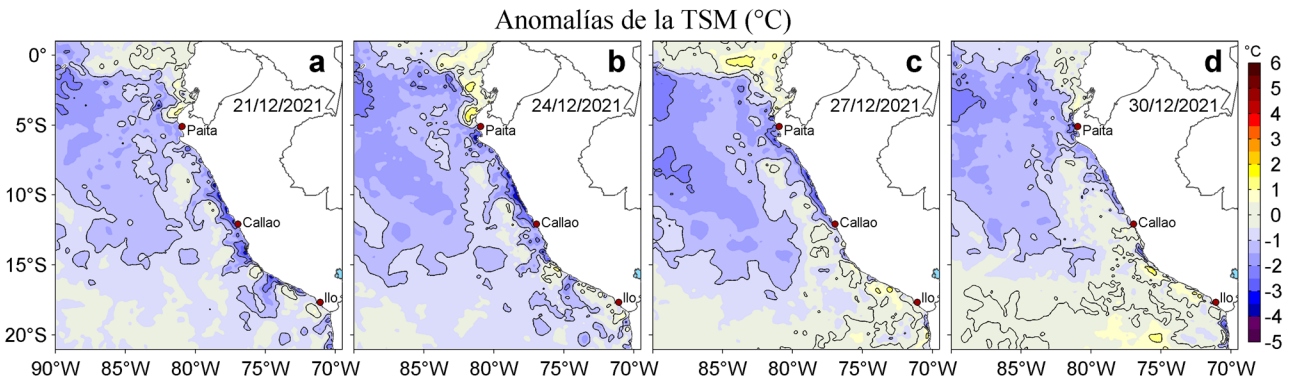 Anomalías de la TSM (°C)
a
21/12/2021
Paita
Callao
Ilo
b
24/12/2021
Paita
Callao
Ilo
c
27/12/2021
Paita
Callao
Ilo
d
30/12/2021
Paita
Callao
Ilo
0°
5°S
10°S
15°S
20°S
90°W 85°W 80°W 75°W 70°W
85°W 80°W 75°W 70°W
85°W 80°W 75°W 70°W
85°W 80°W 75°W 70°W
°C
6
5
4
3
2
1
0
-1
-2
-3
-4
-5